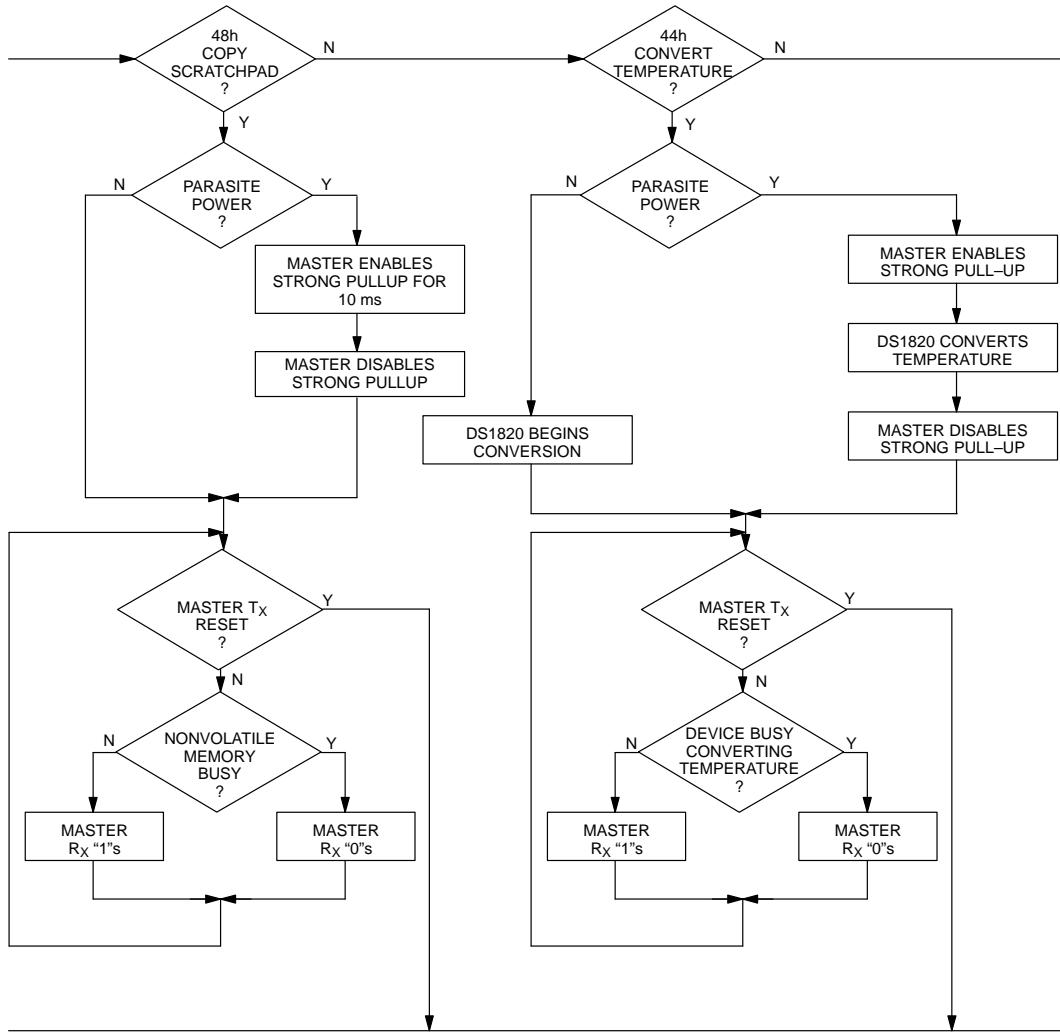 48h
COPY
SCRATCHPAD
?
N
Y
PARASITE
POWER
?
N
Y
MASTER ENABLES
STRONG PULLUP FOR
10 ms
MASTER DISABLES
STRONG PULLUP
MASTER TX
RESET
?
Y
N
NONVOLATILE
MEMORY
BUSY
?
N
Y
MASTER
RX “1”s
MASTER
RX “0”s
44h
CONVERT
TEMPERATURE
?
N
Y
PARASITE
POWER
?
N
Y
DS1820 BEGINS
CONVERSION
MASTER ENABLES
STRONG PULL–UP
DS1820 CONVERTS
TEMPERATURE
MASTER DISABLES
STRONG PULL–UP
MASTER TX
RESET
?
Y
N
DEVICE BUSY
CONVERTING
TEMPERATURE
?
N
Y
MASTER
RX “1”s
MASTER
RX “0”s